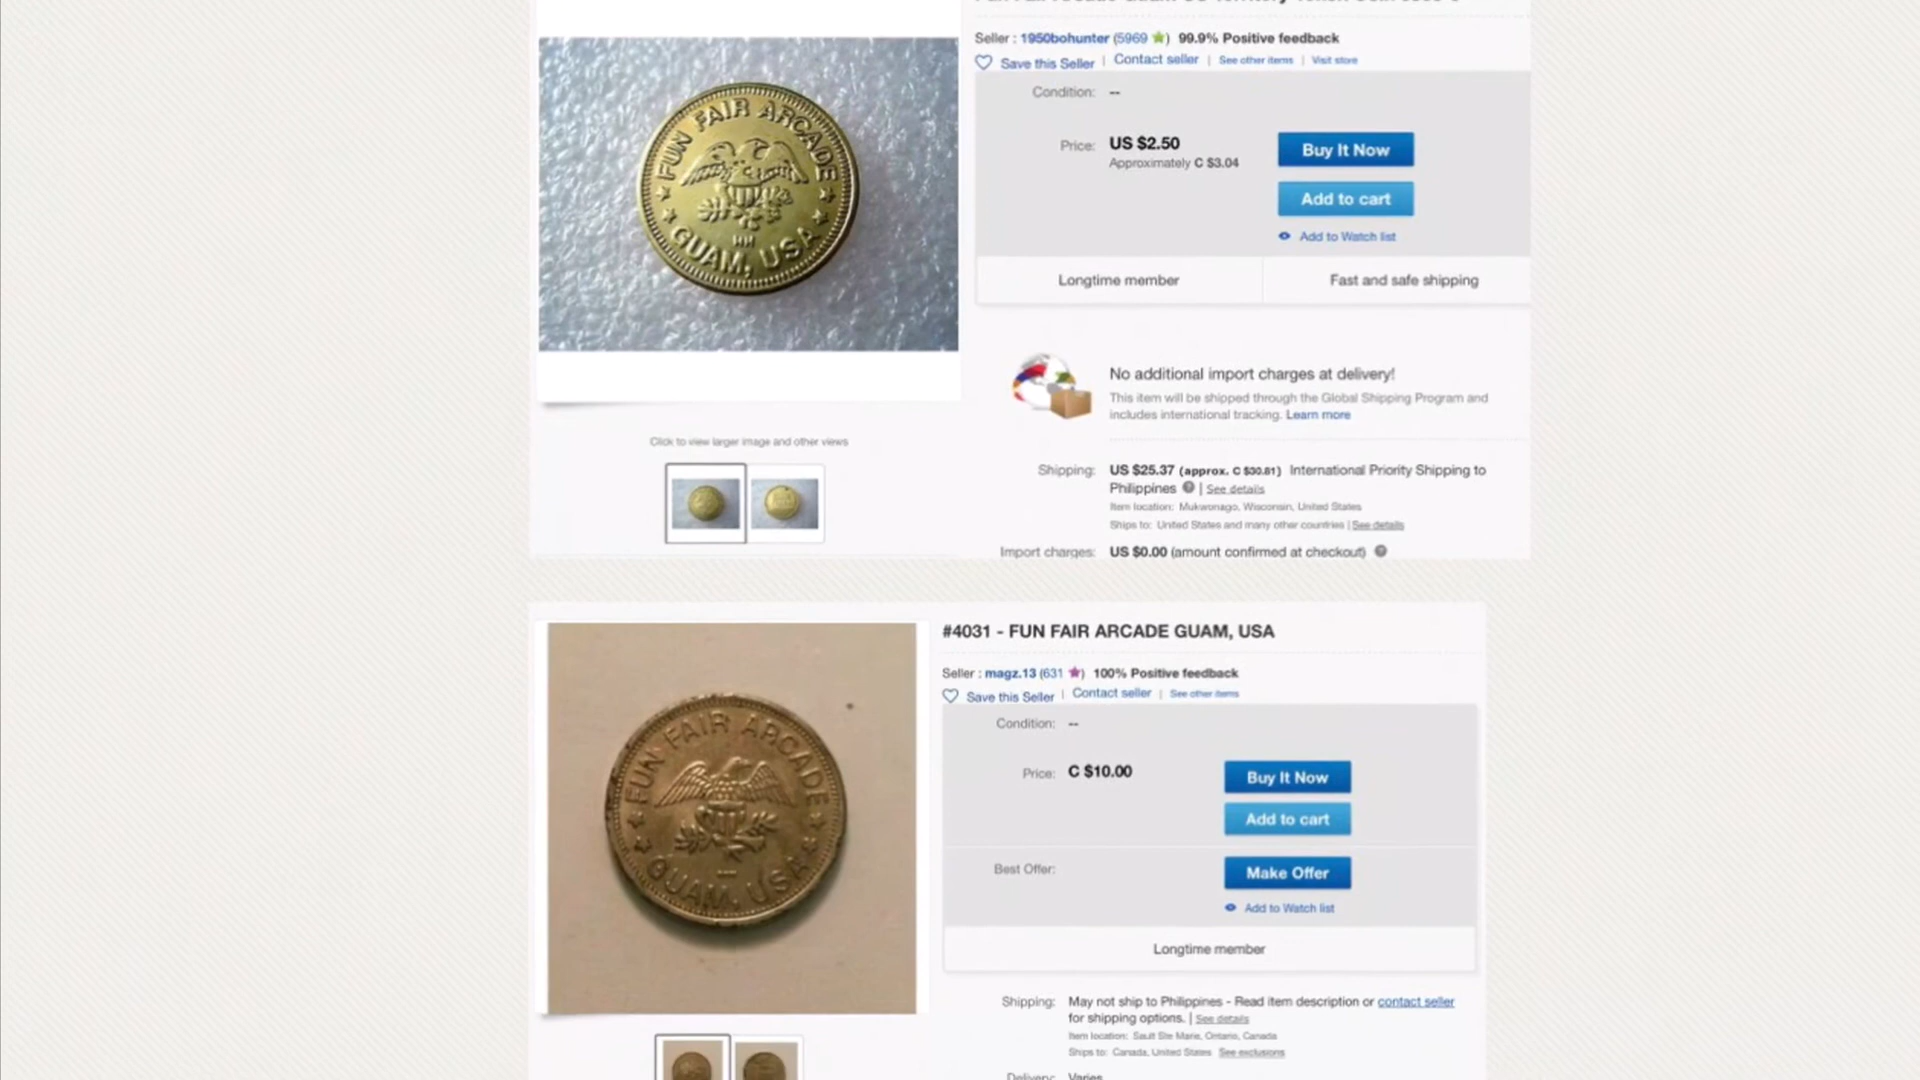 Seller : 1950bohunter (5969 ) 99.9% Positive feedback
Save this Seller | Contact seller | See other items | Visit store
Condition: --
Price: US $2.50
Approximately C $3.04
Buy It Now
Add to cart
Add to Watch list
Longtime member
Fast and safe shipping
FUN FAIR ARCADE
HH
GUAM, USA
No additional import charges at delivery!
This item will be shipped through the Global Shipping Program and
includes international tracking. Learn more
Click to view larger image and other views
Shipping: US $25.37 (approx. C $30.81) International Priority Shipping to
Philippines | See details
Item location: Mukwonago, Wisconsin, United States
Ships to: United States and many other countries | See details
Import charges: US $0.00 (amount confirmed at checkout)
#4031 - FUN FAIR ARCADE GUAM, USA
Seller : magz.13 (631 ) 100% Positive feedback
Save this Seller | Contact seller | See other items
Condition: --
Price: C $10.00
Buy It Now
Add to cart
Best Offer:
Make Offer
Add to Watch list
Longtime member
FUN FAIR ARCADE
GUAM, USA
Shipping: May not ship to Philippines - Read item description or contact seller
for shipping options. | See details
Item location: Sault Ste Marie, Ontario, Canada
Ships to: Canada, United States See exclusions
Delivery: Varies